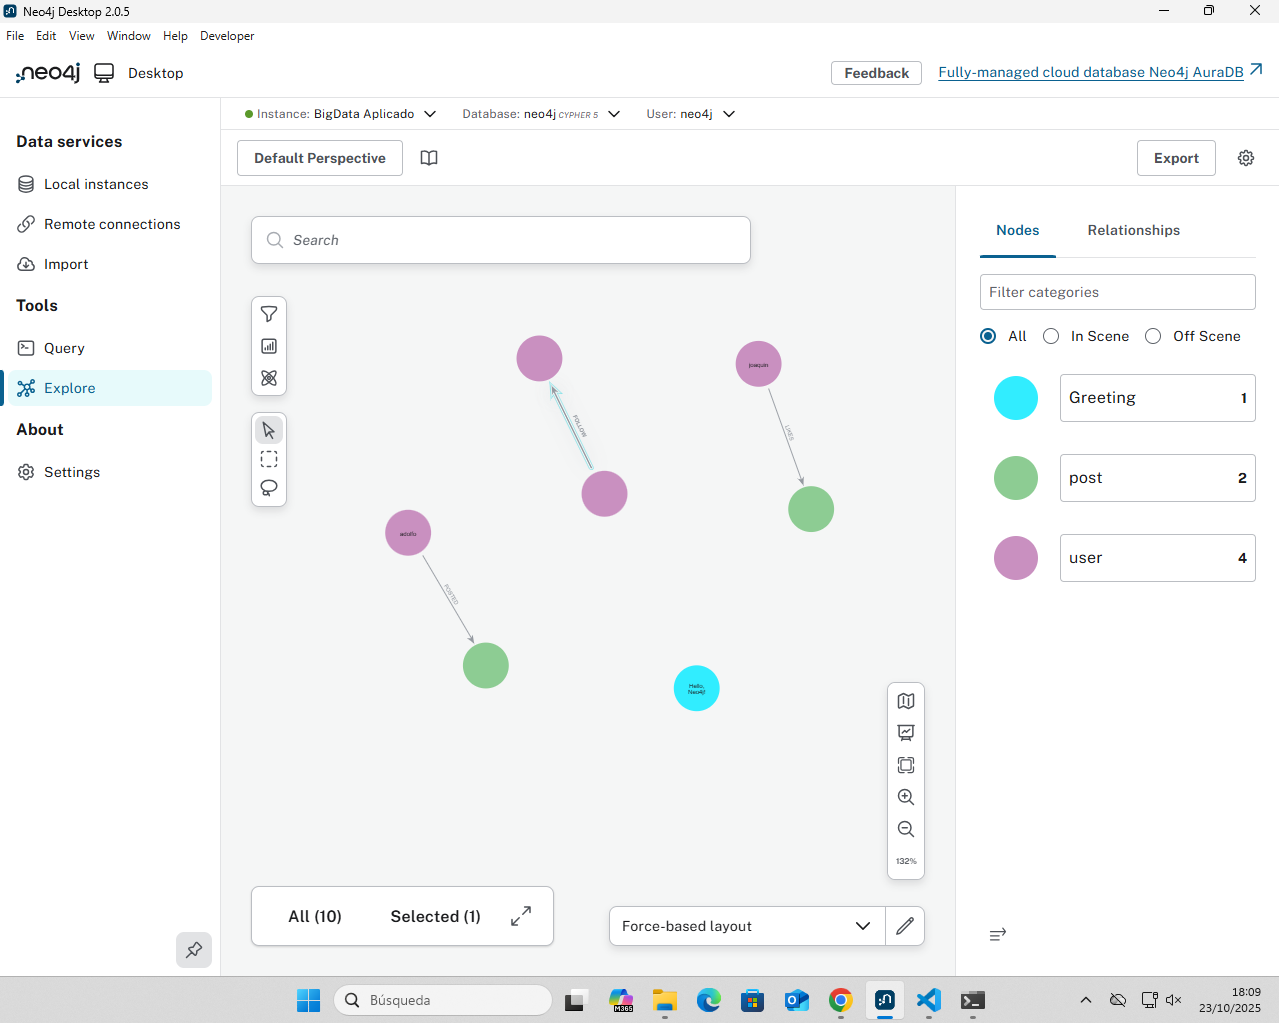 Neo4j Desktop 2.0.5
File Edit View Window Help Developer
neo4j Desktop
Feedback
Fully-managed cloud database Neo4j AuraDB
Instance: BigData Aplicado
Database: neo4j CYPHER 5
User: neo4j
Data services
Local instances
Remote connections
Import
Tools
Query
Explore
About
Settings
Default Perspective
Export
Search
joaquin
FOLLOW
LIKES
adolfo
POSTED
Hello,
Neo4j!
132%
All (10)
Selected (1)
Force-based layout
Nodes
Relationships
Filter categories
All
In Scene
Off Scene
Greeting 1
post 2
user 4
Búsqueda
M365
18:09
23/10/2025